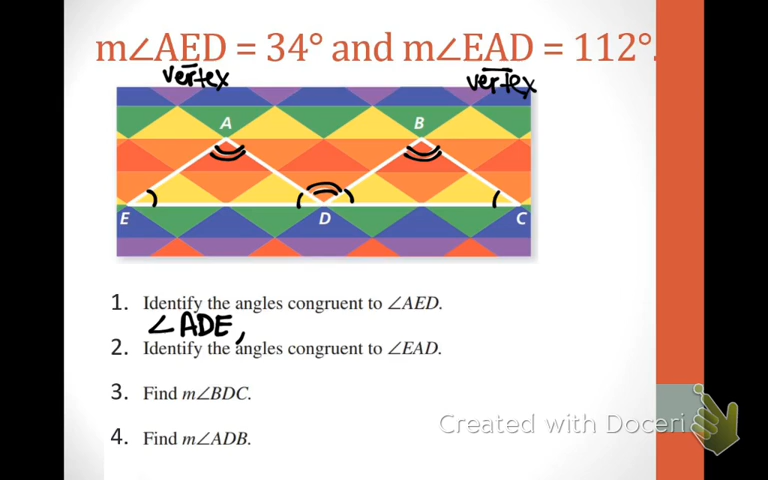 m∠AED = 34° and m∠EAD = 112°.
vertex vertex
A B
E D C
1. Identify the angles congruent to ∠AED.
∠ADE,
2. Identify the angles congruent to ∠EAD.
3. Find m∠BDC.
4. Find m∠ADB.
Created with Doceri